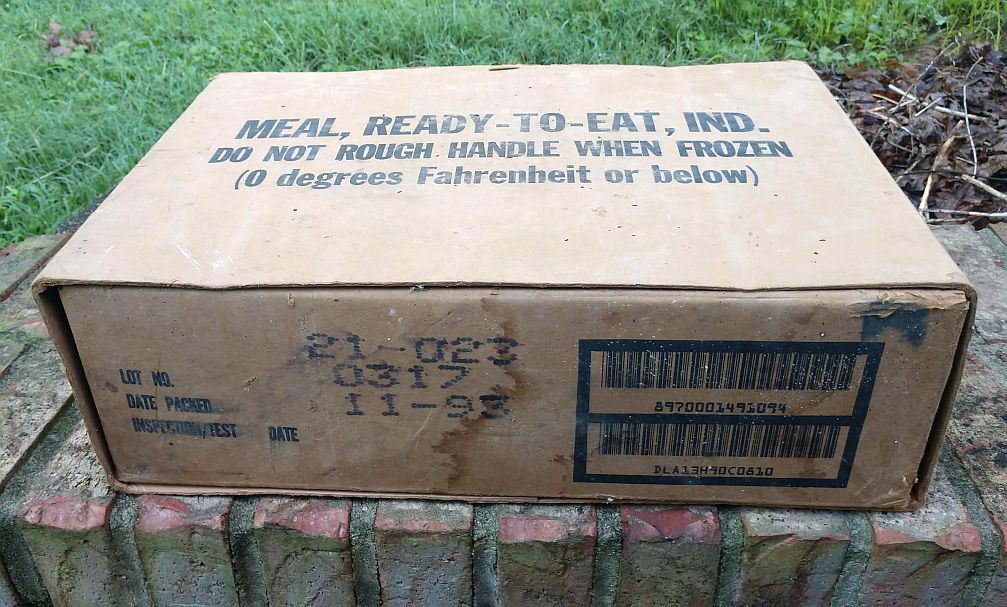 MEAL, READY-TO-EAT, IND.
DO NOT ROUGH HANDLE WHEN FROZEN
(0 degrees Fahrenheit or below)
21-023
LOT NO. 0317
DATE PACKED 11-93
INSPECTION/TEST DATE
8970001491094
DLA13H90C0810